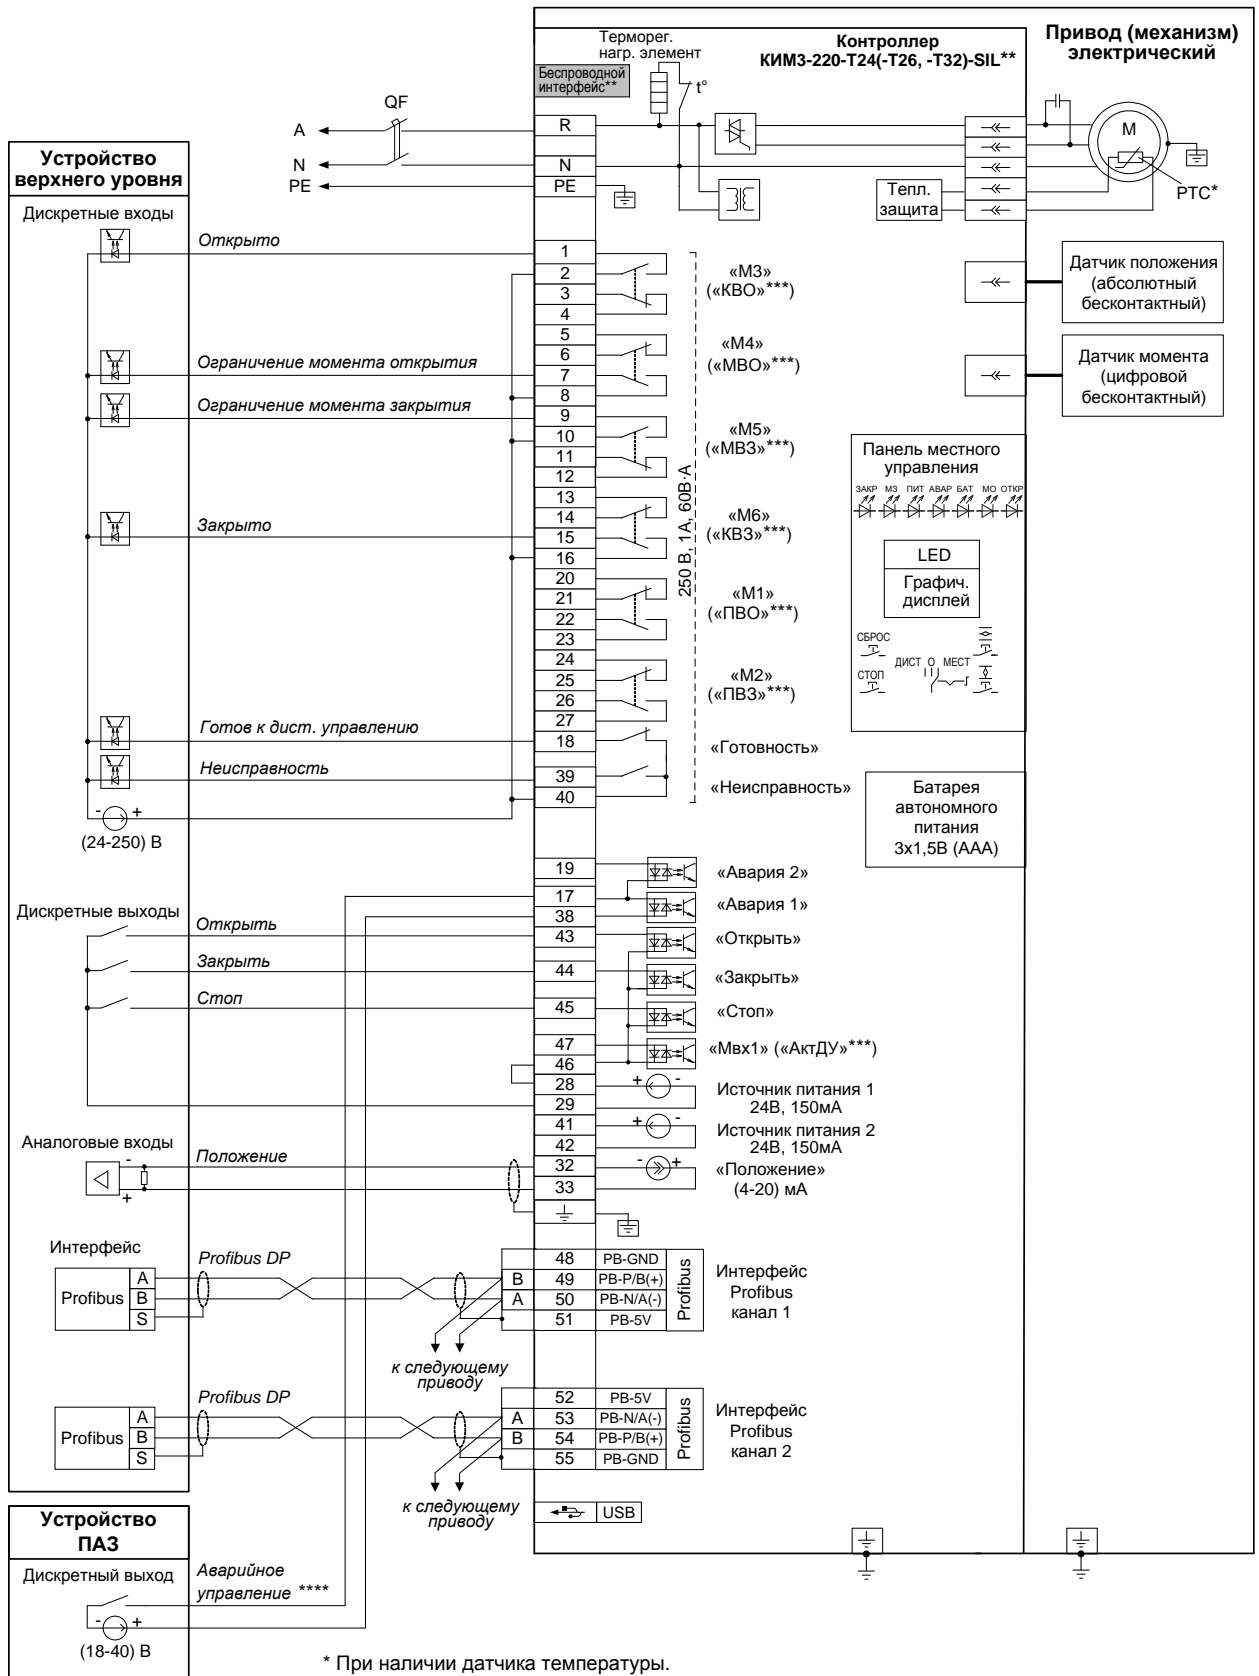 Привод (механизм)
электрический
Контроллер
КИМ3-220-Т24(-Т26, -Т32)-SIL**
Терморег.
нагр. элемент
Беспроводной
интерфейс**
t°
QF
A
N
PE
R
N
PE
Тепл.
защита
M
PTC*
Устройство
верхнего уровня
Дискретные входы
Открыто
1
2
3
4
«М3»
(«КВО»***)
Датчик положения
(абсолютный
бесконтактный)
5
6
7
8
«М4»
(«МВО»***)
Ограничение момента открытия
Датчик момента
(цифровой
бесконтактный)
Ограничение момента закрытия
9
10
11
12
«М5»
(«МВЗ»***)
250 В, 1А, 60В·А
Панель местного
управления
ЗАКР МЗ ПИТ АВАР БАТ МО ОТКР
LED
Графич.
дисплей
СБРОС
СТОП
ДИСТ О МЕСТ
Закрыто
13
14
15
16
«М6»
(«КВЗ»***)
20
21
22
23
«М1»
(«ПВО»***)
24
25
26
27
«М2»
(«ПВЗ»***)
Готов к дист. управлению
18
«Готовность»
Неисправность
39
40
«Неисправность»
- +
(24-250) В
Батарея
автономного
питания
3х1,5В (ААА)
19
«Авария 2»
17
38
«Авария 1»
Дискретные выходы
Открыть
43
«Открыть»
Закрыть
44
«Закрыть»
Стоп
45
«Стоп»
47
46
«Мвх1» («АктДУ»***)
28
29
+ -
Источник питания 1
24В, 150мА
41
42
+ -
Источник питания 2
24В, 150мА
Аналоговые входы
-
+
Положение
32
33
- +
«Положение»
(4-20) мА
Интерфейс
Profibus
A
B
S
Profibus DP
B
A
48 PB-GND
49 PB-P/B(+)
50 PB-N/A(-)
51 PB-5V
Profibus
Интерфейс
Profibus
канал 1
к следующему
приводу
Profibus
A
B
S
Profibus DP
A
B
52 PB-5V
53 PB-N/A(-)
54 PB-P/B(+)
55 PB-GND
Profibus
Интерфейс
Profibus
канал 2
к следующему
приводу
USB
Устройство
ПАЗ
Дискретный выход
Аварийное
управление ****
- +
(18-40) В
* При наличии датчика температуры.